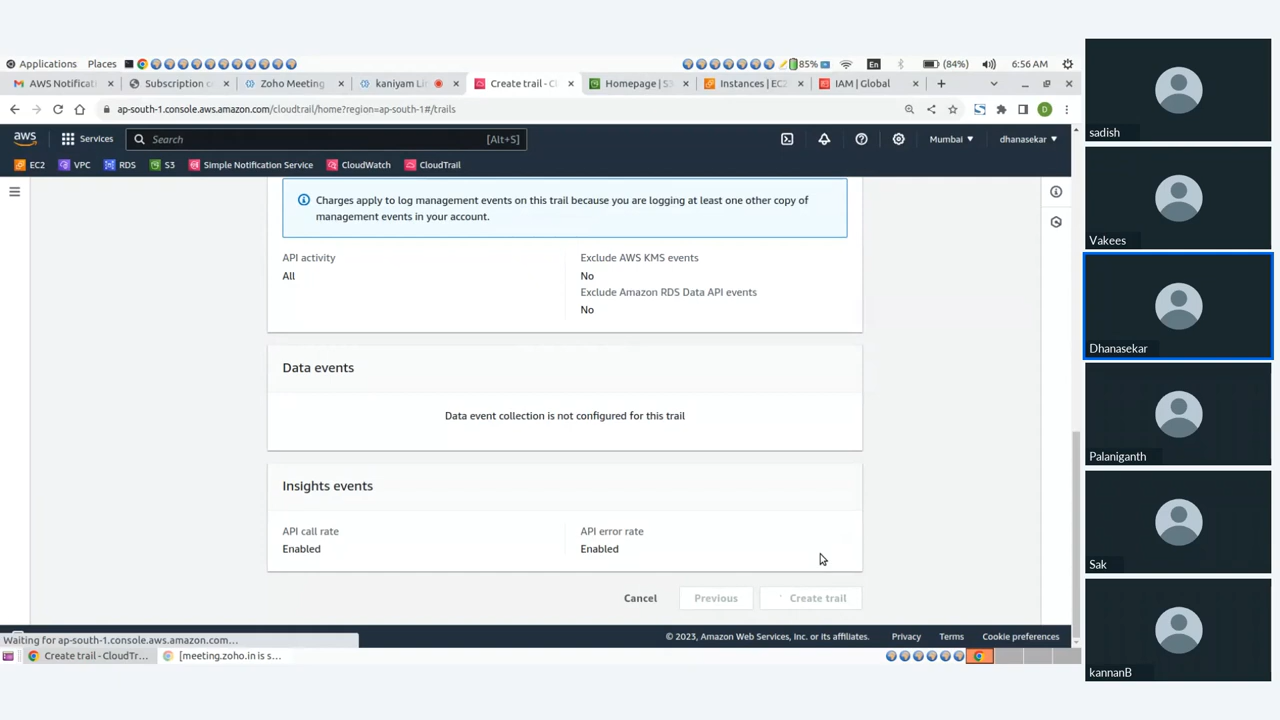 Applications Places 85% En (84%) 6:56 AM
AWS Notificati Subscription c Zoho Meeting kaniyam Lin Create trail - C Homepage | S Instances | EC2 IAM | Global
ap-south-1.console.aws.amazon.com/cloudtrail/home?region=ap-south-1#/trails D
aws Services Search [Alt+S] Mumbai dhanasekar
EC2 VPC RDS S3 Simple Notification Service CloudWatch CloudTrail
Charges apply to log management events on this trail because you are logging at least one other copy of
management events in your account.
API activity
All
Exclude AWS KMS events
No
Exclude Amazon RDS Data API events
No
Data events
Data event collection is not configured for this trail
Insights events
API call rate
Enabled
API error rate
Enabled
Cancel Previous Create trail
Waiting for ap-south-1.console.aws.amazon.com...
© 2023, Amazon Web Services, Inc. or its affiliates. Privacy Terms Cookie preferences
Create trail - CloudTr... [meeting.zoho.in is s...
sadish
Vakees
Dhanasekar
Palaniganth
Sak
kannanB